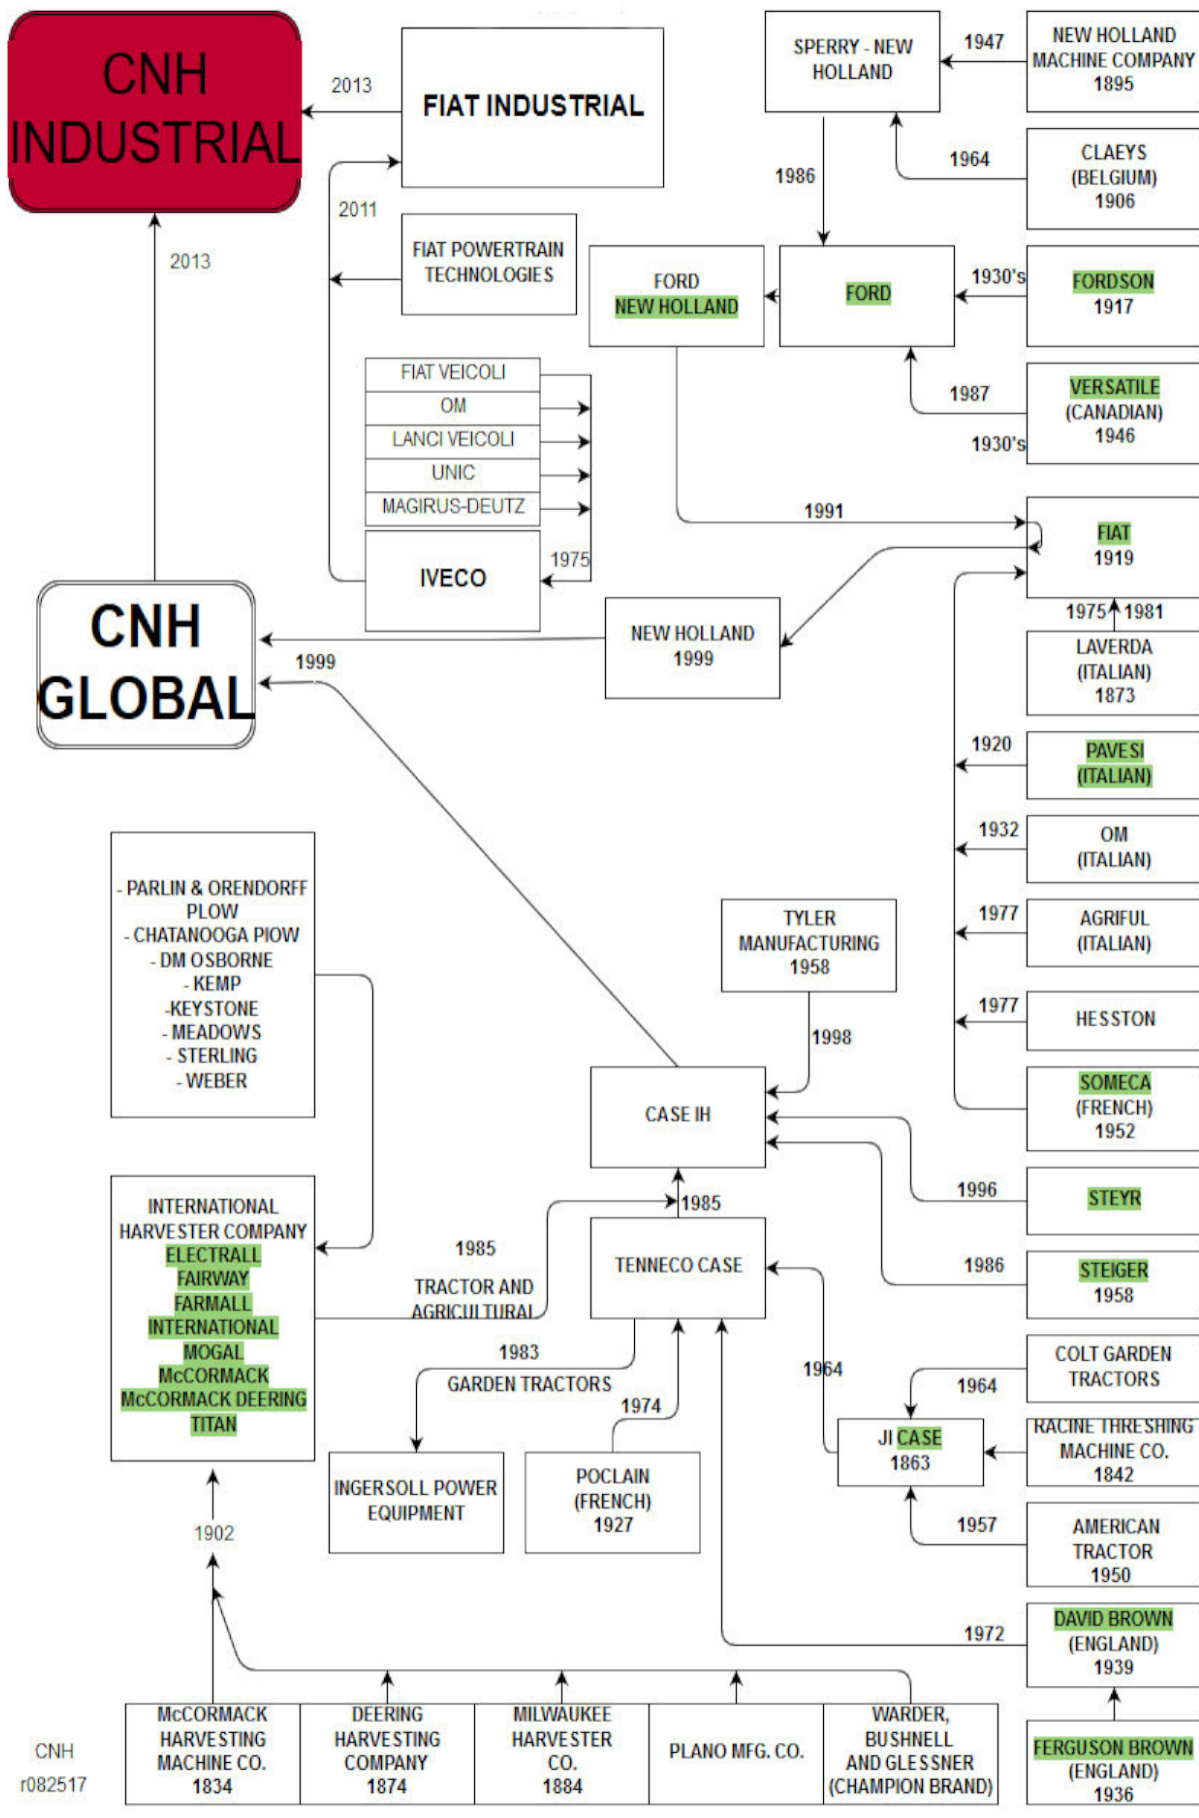 CNH
INDUSTRIAL
2013
FIAT INDUSTRIAL
2011
2013
FIAT POWERTRAIN
TECHNOLOGIES
SPERRY - NEW
HOLLAND
1947
NEW HOLLAND
MACHINE COMPANY
1895
1964
CLAEYS
(BELGIUM)
1906
1986
FORD
NEW HOLLAND
FORD
1930's
FORDSON
1917
1987
VERSATILE
(CANADIAN)
1946
1930's
FIAT VEICOLI
OM
LANCI VEICOLI
UNIC
MAGIRUS-DEUTZ
IVECO
1975
1991
FIAT
1919
1975
1981
LAVERDA
(ITALIAN)
1873
CNH
GLOBAL
1999
NEW HOLLAND
1999
1920
PAVESI
(ITALIAN)
1932
OM
(ITALIAN)
1977
AGRIFUL
(ITALIAN)
1977
HESSTON
SOMECA
(FRENCH)
1952
- PARLIN & ORENDORFF
PLOW
- CHATANOOGA PIOW
- DM OSBORNE
- KEMP
-KEYSTONE
- MEADOWS
- STERLING
- WEBER
TYLER
MANUFACTURING
1958
1998
CASE IH
1996
STEYR
1986
STEIGER
1958
INTERNATIONAL
HARVESTER COMPANY
ELECTRALL
FAIRWAY
FARMALL
INTERNATIONAL
MOGAL
McCORMACK
McCORMACK DEERING
TITAN
1985
TRACTOR AND
AGRICULTURAL
1985
TENNECO CASE
1983
GARDEN TRACTORS
1974
1964
COLT GARDEN
TRACTORS
1964
JI CASE
1863
RACINE THRESHING
MACHINE CO.
1842
INGERSOLL POWER
EQUIPMENT
POCLAIN
(FRENCH)
1927
1957
AMERICAN
TRACTOR
1950
1902
1972
DAVID BROWN
(ENGLAND)
1939
CNH
r082517
McCORMACK
HARVESTING
MACHINE CO.
1834
DEERING
HARVESTING
COMPANY
1874
MILWAUKEE
HARVESTER
CO.
1884
PLANO MFG. CO.
WARDER,
BUSHNELL
AND GLESSNER
(CHAMPION BRAND)
FERGUSON BROWN
(ENGLAND)
1936